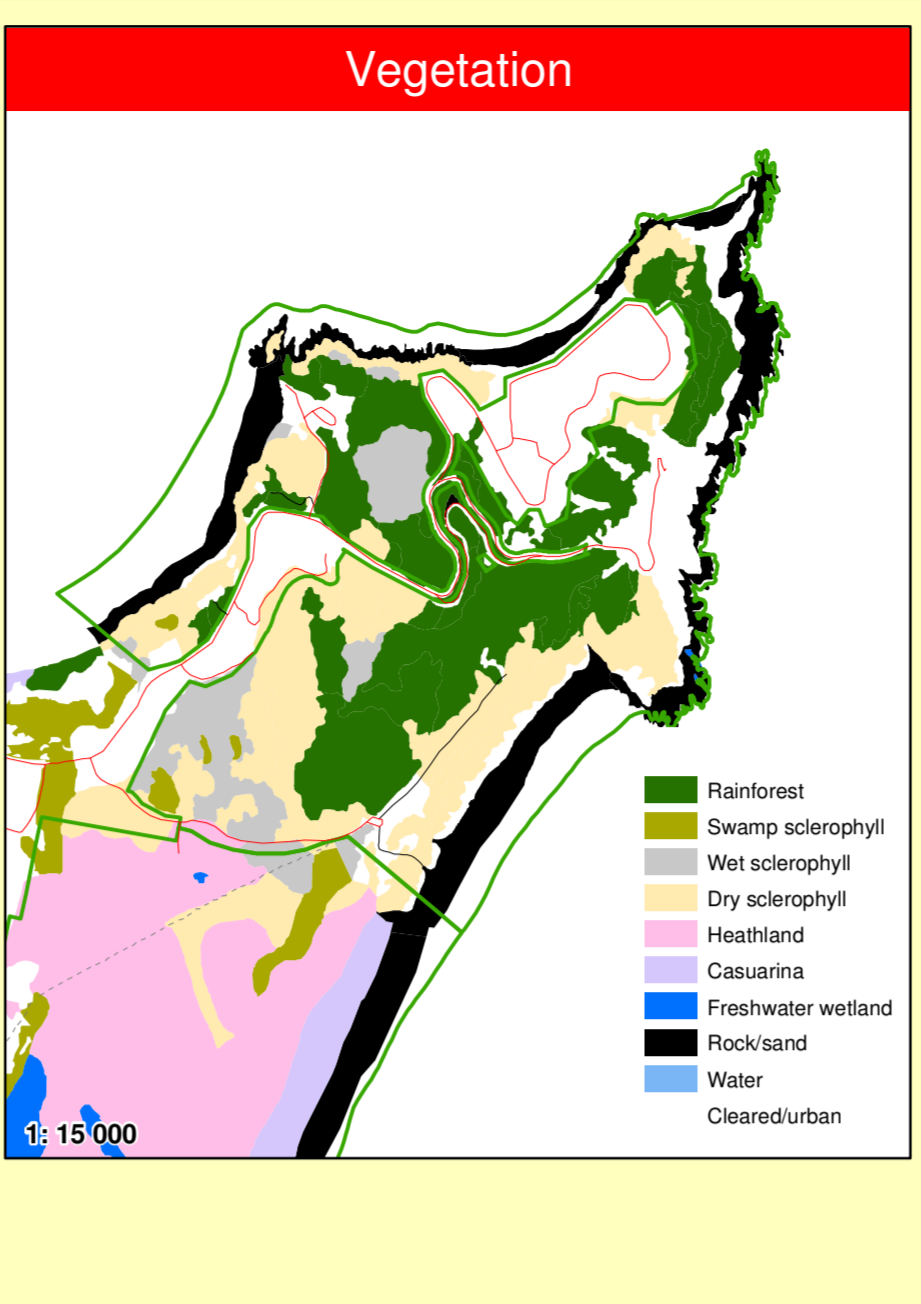 Vegetation
Rainforest
Swamp sclerophyll
Wet sclerophyll
Dry sclerophyll
Heathland
Casuarina
Freshwater wetland
Rock/sand
Water
Cleared/urban
1: 15 000